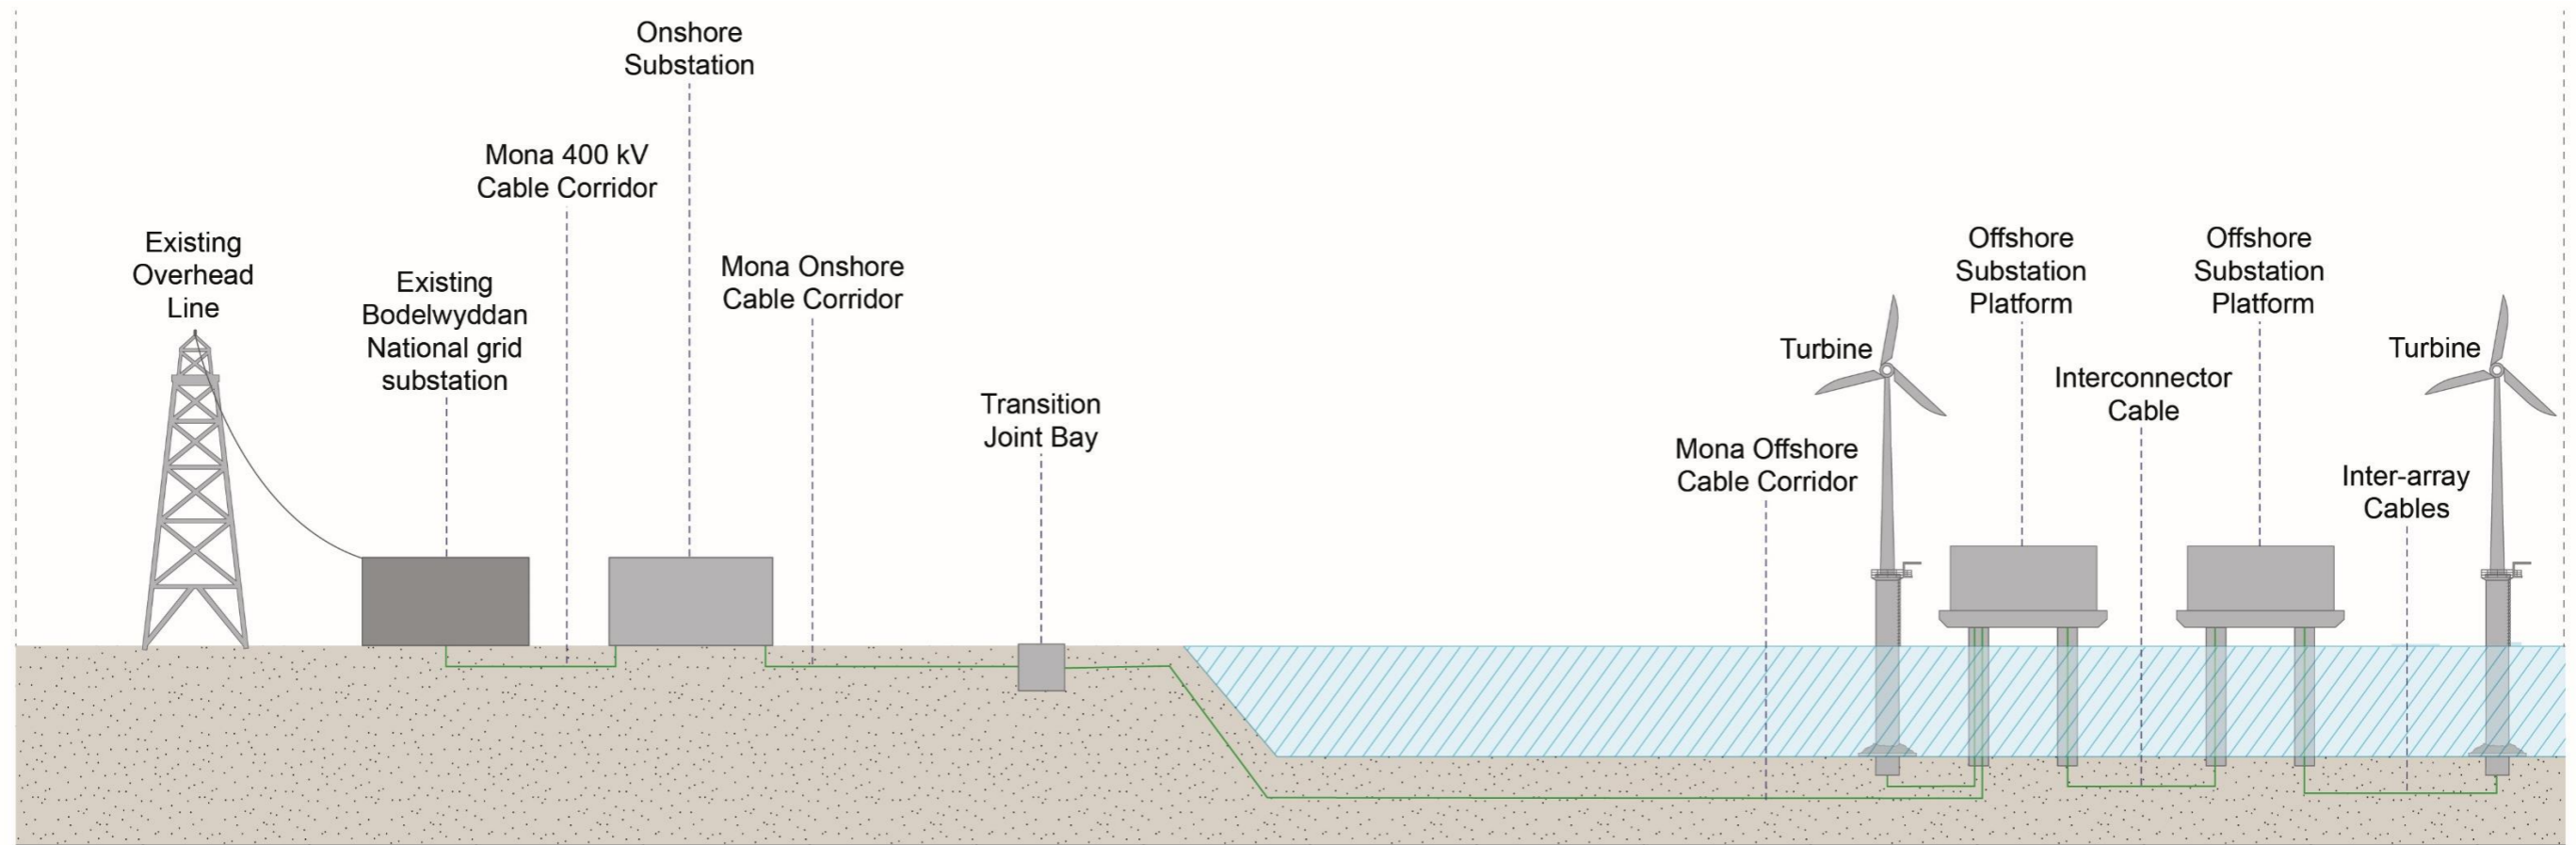 Onshore
Substation
Mona 400 kV
Cable Corridor
Existing
Overhead
Line
Existing
Bodelwyddan
National grid
substation
Mona Onshore
Cable Corridor
Transition
Joint Bay
Mona Offshore
Cable Corridor
Turbine
Offshore
Substation
Platform
Interconnector
Cable
Offshore
Substation
Platform
Inter-array
Cables
Turbine